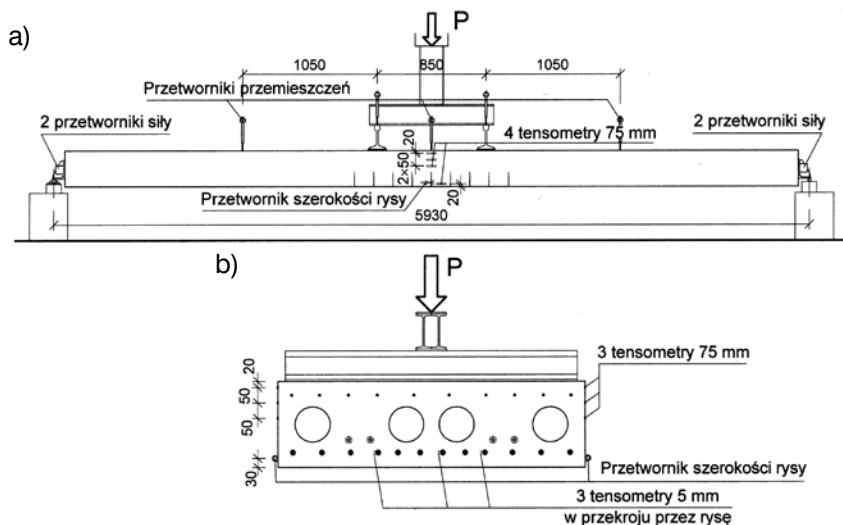 a)
P
1050
850
1050
Przetworniki przemieszczeń
2 przetworniki siły
4 tensometry 75 mm
2 przetworniki siły
20
2×50
Przetwornik szerokości rysy
20
5930
b)
P
20
50
50
30
3 tensometry 75 mm
Przetwornik szerokości rysy
3 tensometry 5 mm
w przekroju przez rysę